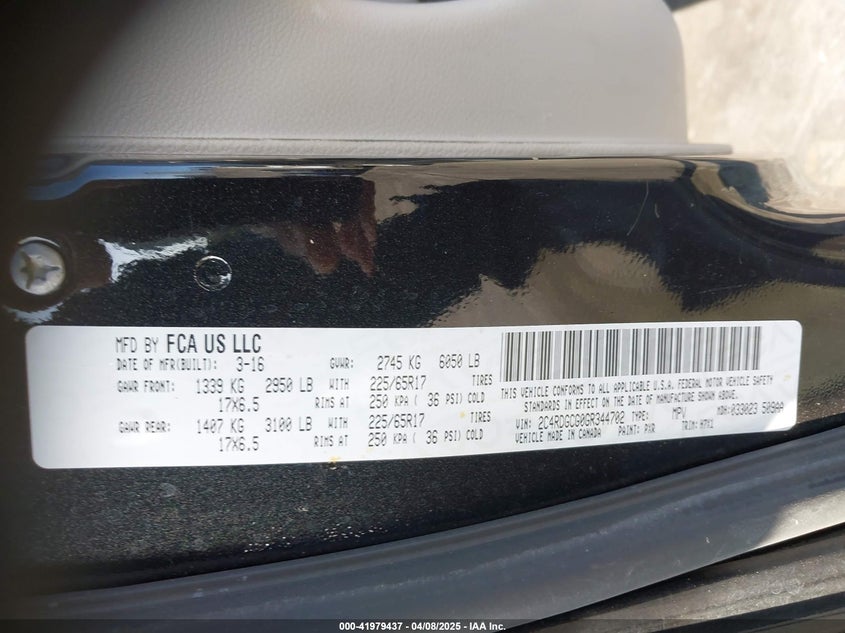 MFD BY FCA US LLC
DATE OF MFR(BUILT): 3-16 GVWR: 2745 KG 6050 LB
GAWR FRONT: 1339 KG 2950 LB WITH 225/65R17 TIRES
17X6.5 RIMS AT 250 KPA ( 36 PSI) COLD
GAWR REAR: 1407 KG 3100 LB WITH 225/65R17 TIRES
17X6.5 RIMS AT 250 KPA ( 36 PSI) COLD
THIS VEHICLE CONFORMS TO ALL APPLICABLE U.S.A. FEDERAL MOTOR VEHICLE SAFETY
STANDARDS IN EFFECT ON THE DATE OF MANUFACTURE SHOWN ABOVE.
VIN: 2C4RDGCG0GR344702 TYPE: MPV MDH: 033023 509AA
VEHICLE MADE IN CANADA PAINT: PXR TRIM:
000-41979437 - 04/08/2025 - IAA Inc.